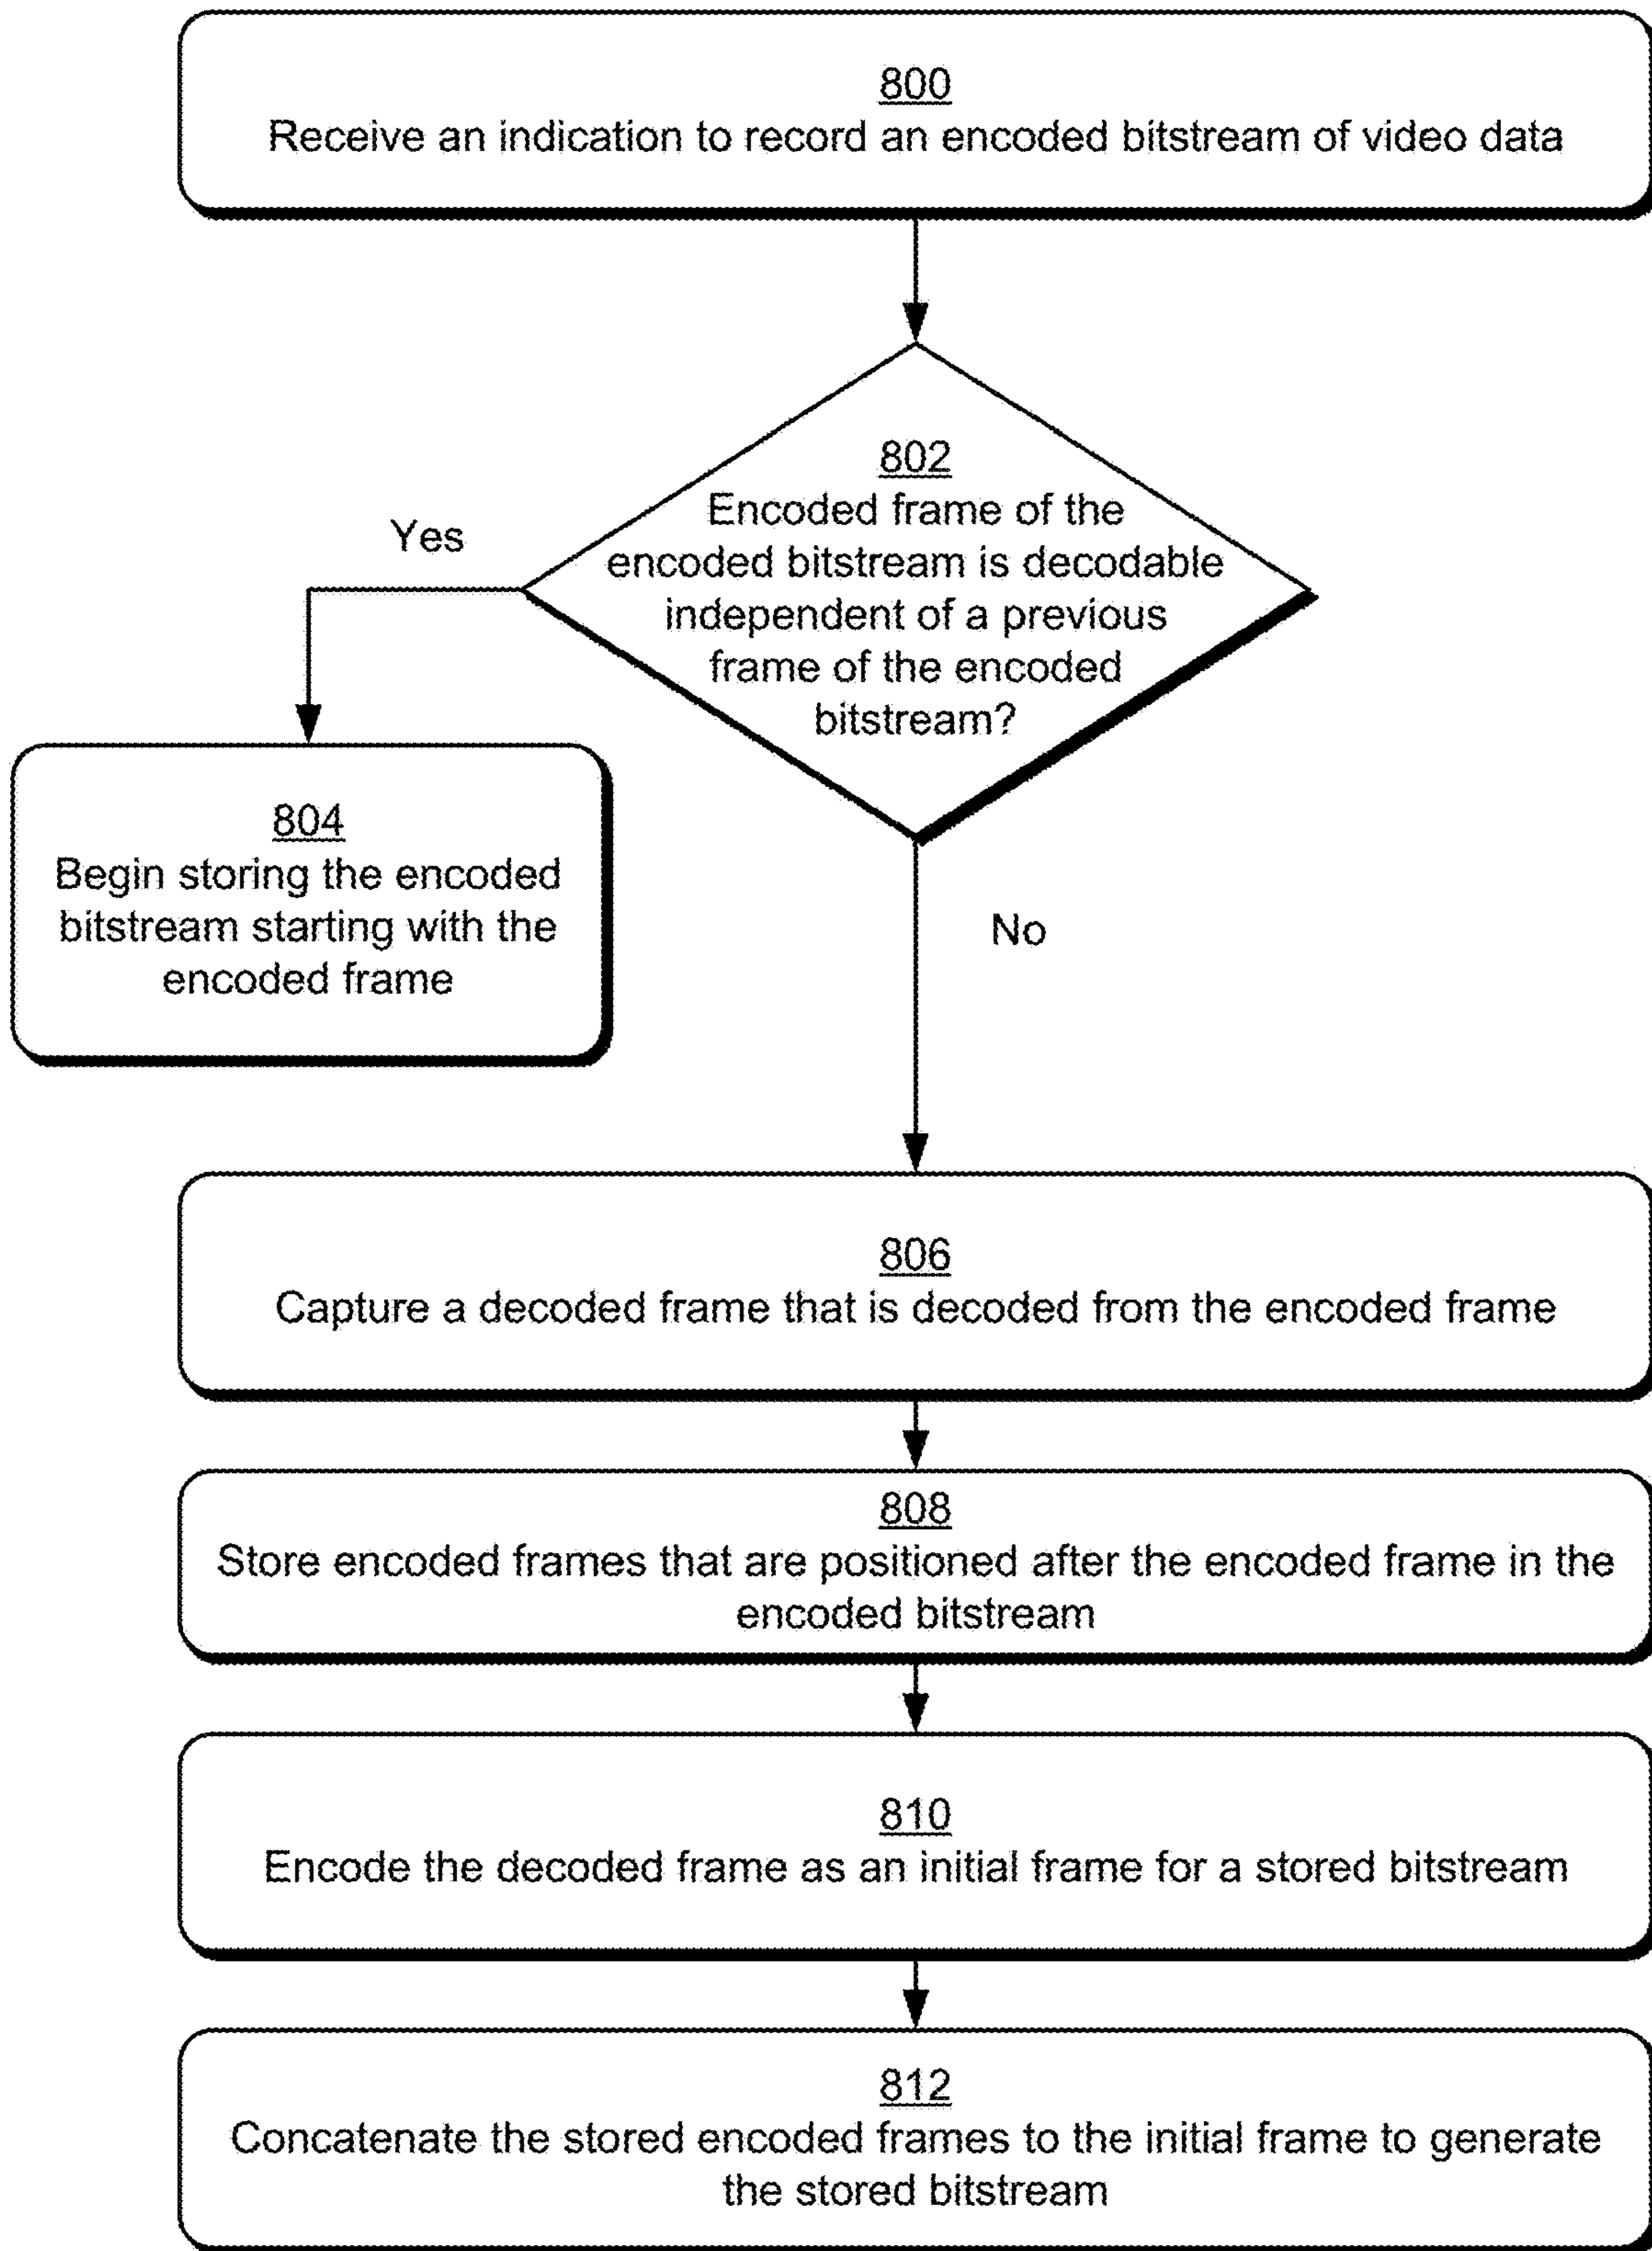 800
Receive an indication to record an encoded bitstream of video data
802
Encoded frame of the
encoded bitstream is decodable
independent of a previous
frame of the encoded
bitstream?
Yes
804
Begin storing the encoded
bitstream starting with the
encoded frame
No
806
Capture a decoded frame that is decoded from the encoded frame
808
Store encoded frames that are positioned after the encoded frame in the
encoded bitstream
810
Encode the decoded frame as an initial frame for a stored bitstream
812
Concatenate the stored encoded frames to the initial frame to generate
the stored bitstream